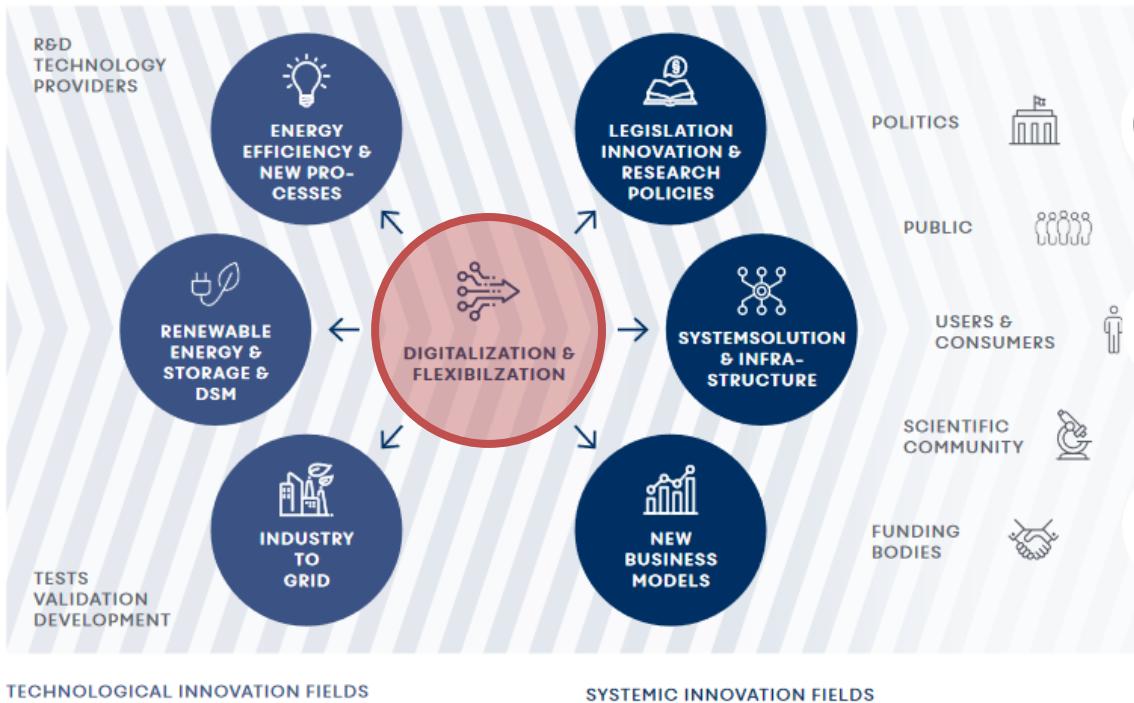 R&D
TECHNOLOGY
PROVIDERS
ENERGY
EFFICIENCY &
NEW PRO-
CESSES
§
LEGISLATION
INNOVATION &
RESEARCH
POLICIES
POLITICS
PUBLIC
RENEWABLE
ENERGY &
STORAGE &
DSM
DIGITALIZATION &
FLEXIBILZATION
SYSTEMSOLUTION
& INFRA-
STRUCTURE
USERS &
CONSUMERS
SCIENTIFIC
COMMUNITY
INDUSTRY
TO
GRID
NEW
BUSINESS
MODELS
FUNDING
BODIES
TESTS
VALIDATION
DEVELOPMENT
TECHNOLOGICAL INNOVATION FIELDS
SYSTEMIC INNOVATION FIELDS